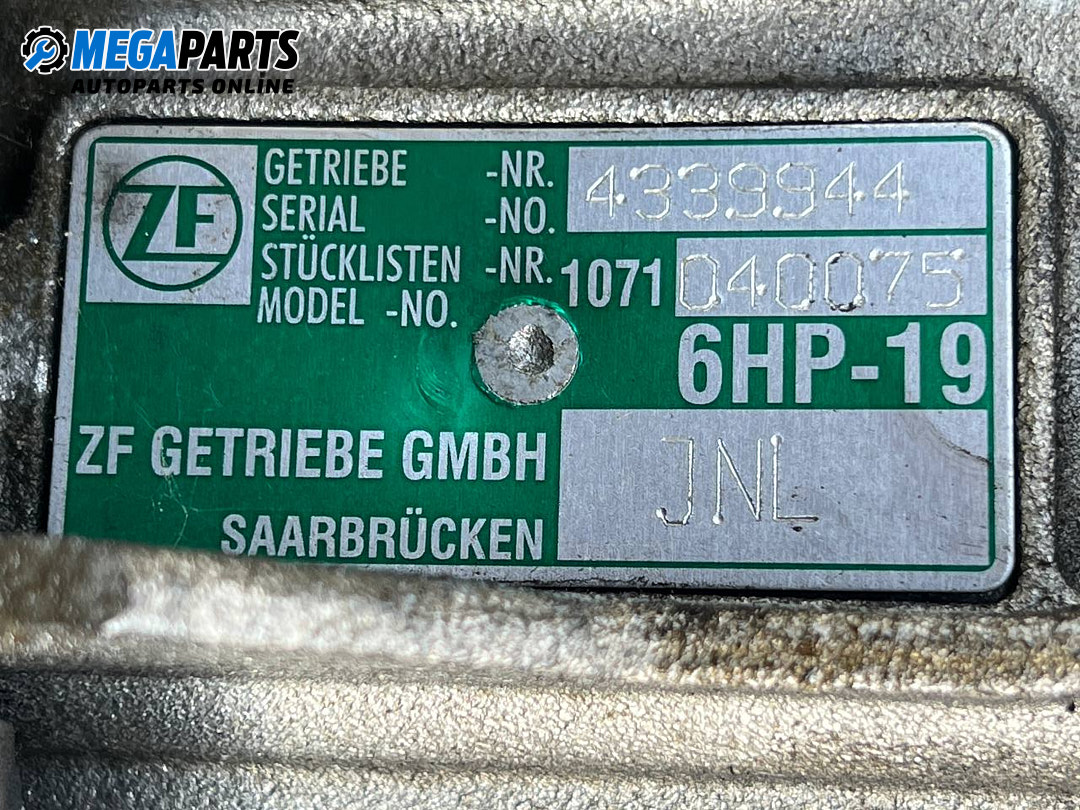 MEGAPARTS
AUTOPARTS ONLINE
ZF
GETRIEBE -NR. 4339944
SERIAL -NO.
STÜCKLISTEN -NR. 1071 040075
MODEL -NO.
6HP-19
ZF GETRIEBE GMBH
JNL
SAARBRÜCKEN